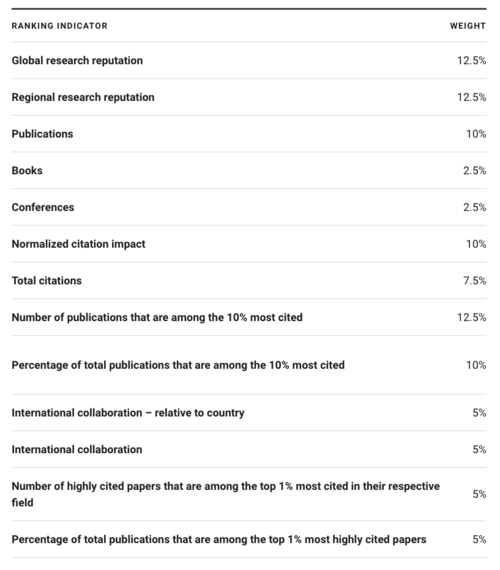 RANKING INDICATOR WEIGHT
Global research reputation 12.5%
Regional research reputation 12.5%
Publications 10%
Books 2.5%
Conferences 2.5%
Normalized citation impact 10%
Total citations 7.5%
Number of publications that are among the 10% most cited 12.5%
Percentage of total publications that are among the 10% most cited 10%
International collaboration – relative to country 5%
International collaboration 5%
Number of highly cited papers that are among the top 1% most cited in their respective
field 5%
Percentage of total publications that are among the top 1% most highly cited papers 5%